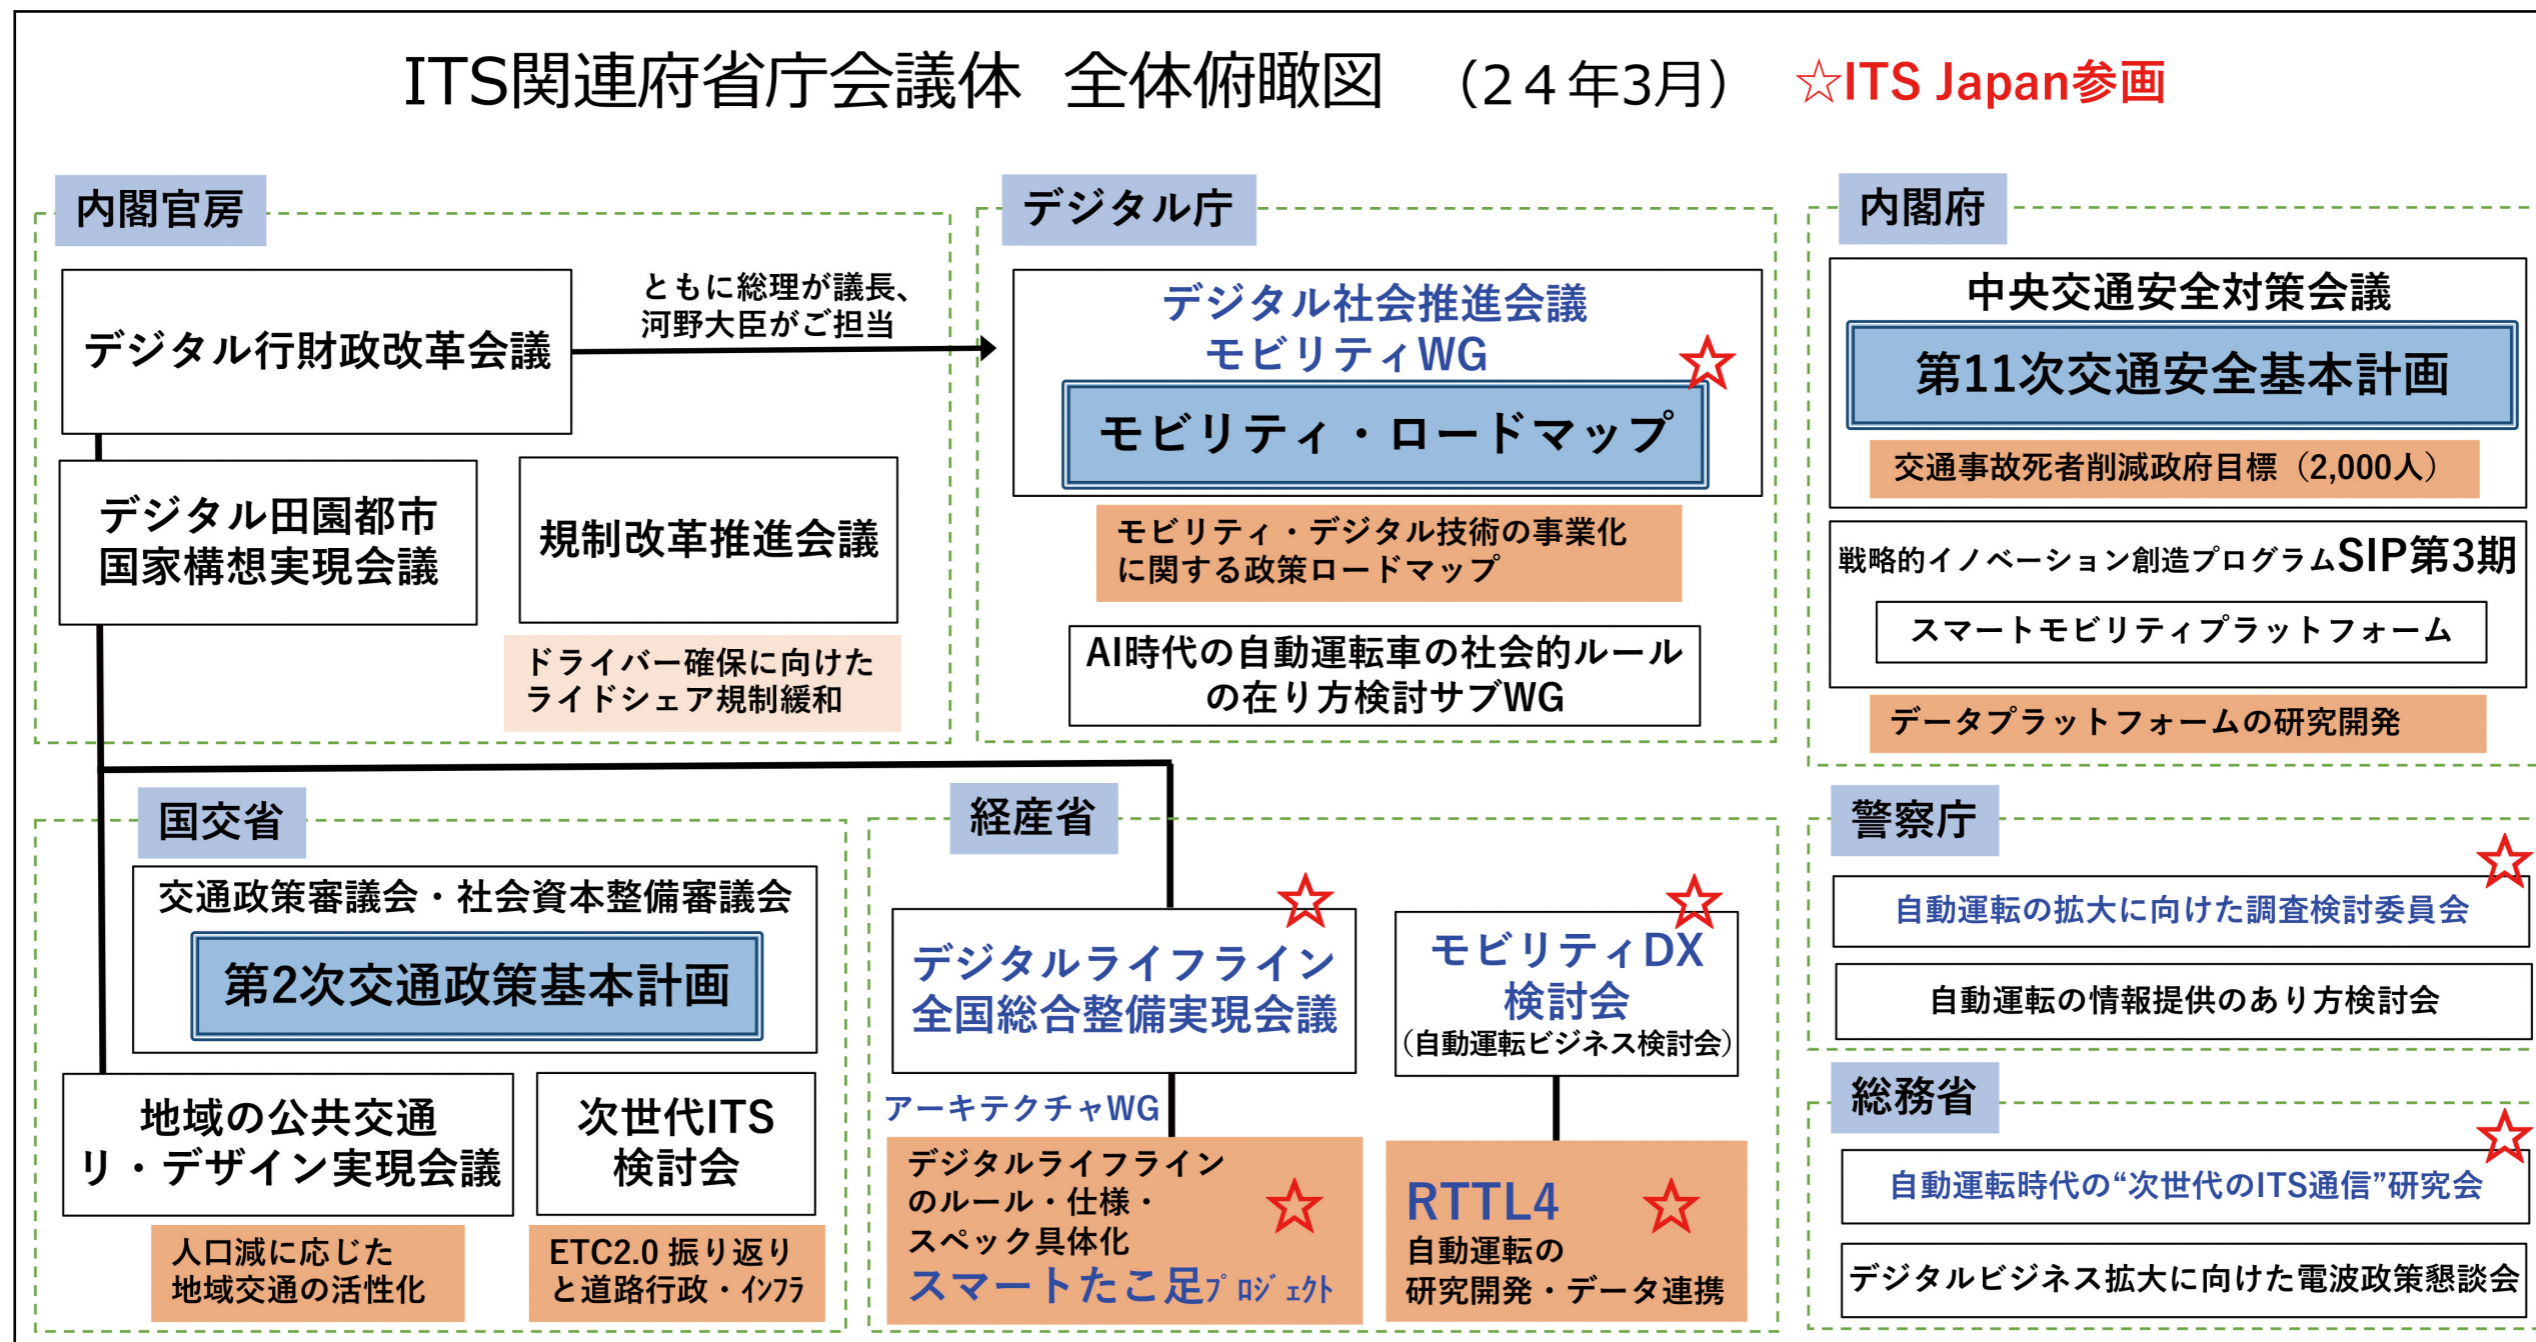 ITS関連府省庁会議体 全体俯瞰図 （２４年3月） ☆ITS Japan参画
内閣官房
デジタル行財政改革会議
ともに総理が議長、
河野大臣がご担当
デジタル田園都市
国家構想実現会議
規制改革推進会議
ドライバー確保に向けた
ライドシェア規制緩和
デジタル庁
デジタル社会推進会議
モビリティWG
モビリティ・ロードマップ
モビリティ・デジタル技術の事業化
に関する政策ロードマップ
AI時代の自動運転車の社会的ルール
の在り方検討サブWG
内閣府
中央交通安全対策会議
第11次交通安全基本計画
交通事故死者削減政府目標（2,000人）
戦略的イノベーション創造プログラムSIP第3期
スマートモビリティプラットフォーム
データプラットフォームの研究開発
国交省
交通政策審議会・社会資本整備審議会
第2次交通政策基本計画
地域の公共交通
リ・デザイン実現会議
人口減に応じた
地域交通の活性化
次世代ITS
検討会
ETC2.0 振り返り
と道路行政・ｲﾝﾌﾗ
経産省
デジタルライフライン
全国総合整備実現会議
アーキテクチャWG
デジタルライフライン
のルール・仕様・
スペック具体化
スマートたこ足ﾌﾟﾛｼﾞｪｸﾄ
モビリティDX
検討会
（自動運転ビジネス検討会）
RTTL4
自動運転の
研究開発・データ連携
警察庁
自動運転の拡大に向けた調査検討委員会
自動運転の情報提供のあり方検討会
総務省
自動運転時代の“次世代のITS通信”研究会
デジタルビジネス拡大に向けた電波政策懇談会